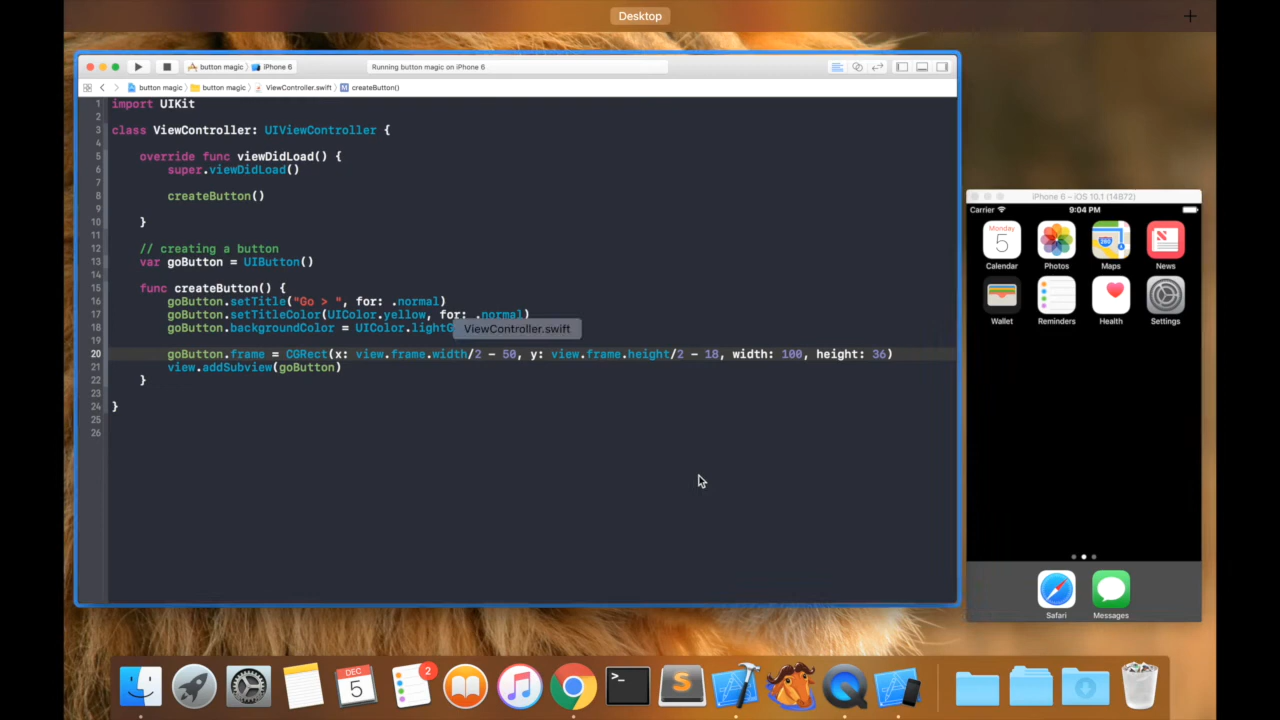 Desktop
button magic iPhone 6
Running button magic on iPhone 6
button magic button magic ViewController.swift M createButton()
1 import UIKit
2
3 class ViewController: UIViewController {
4
5 override func viewDidLoad() {
6 super.viewDidLoad()
7
8 createButton()
9
10 }
11
12 // creating a button
13 var goButton = UIButton()
14
15 func createButton() {
16 goButton.setTitle("Go > ", for: .normal)
17 goButton.setTitleColor(UIColor.yellow, for: .normal)
18 goButton.backgroundColor = UIColor.lightG
ViewController.swift
19
20 goButton.frame = CGRect(x: view.frame.width/2 - 50, y: view.frame.height/2 - 18, width: 100, height: 36)
21 view.addSubview(goButton)
22 }
23
24 }
25
26
iPhone 6 – iOS 10.1 (14B72)
Carrier 9:04 PM
Monday
5
280
Calendar Photos Maps News
Wallet Reminders Health Settings
Safari Messages
DEC
5
2
>_
S